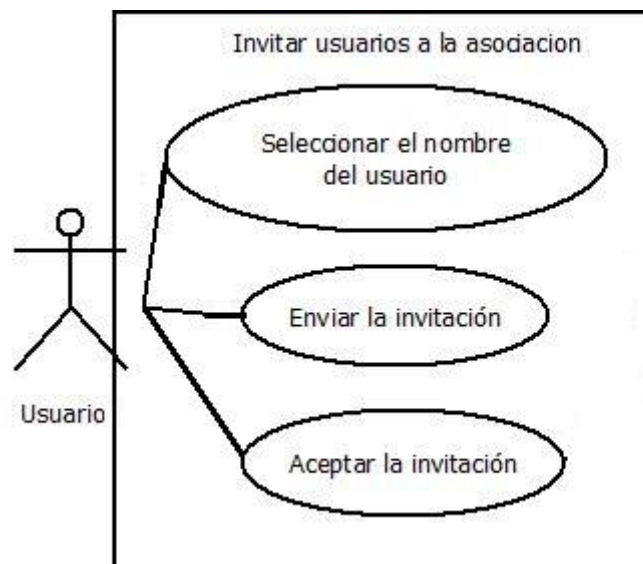 Invitar usuarios a la asociacion
Seleccionar el nombre
del usuario
Enviar la invitación
Usuario
Aceptar la invitación